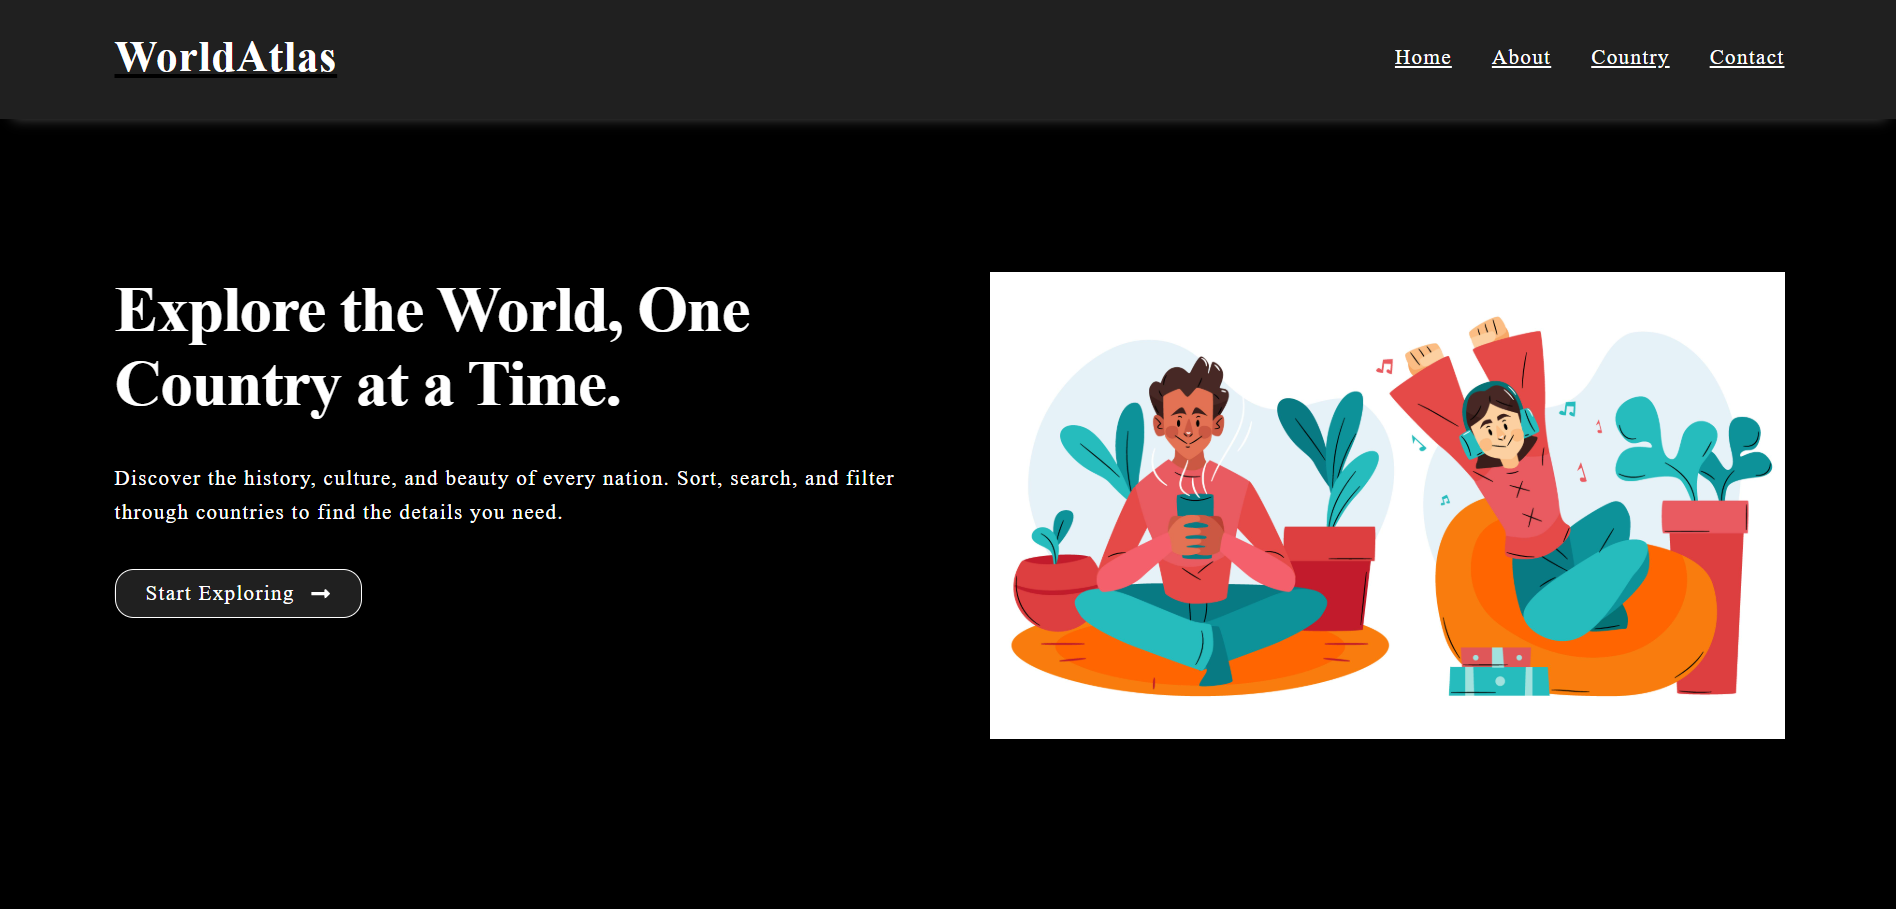 WorldAtlas
Home About Country Contact
Explore the World, One
Country at a Time.
Discover the history, culture, and beauty of every nation. Sort, search, and filter
through countries to find the details you need.
Start Exploring